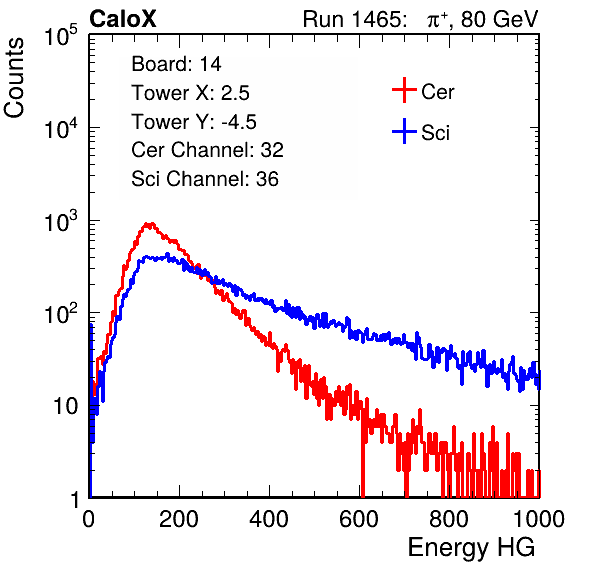 CaloX Run 1465: π⁺, 80 GeV
Counts
10⁵
10⁴
10³
10²
10
1
Board: 14
Tower X: 2.5
Tower Y: -4.5
Cer Channel: 32
Sci Channel: 36
Cer
Sci
0 200 400 600 800 1000
Energy HG